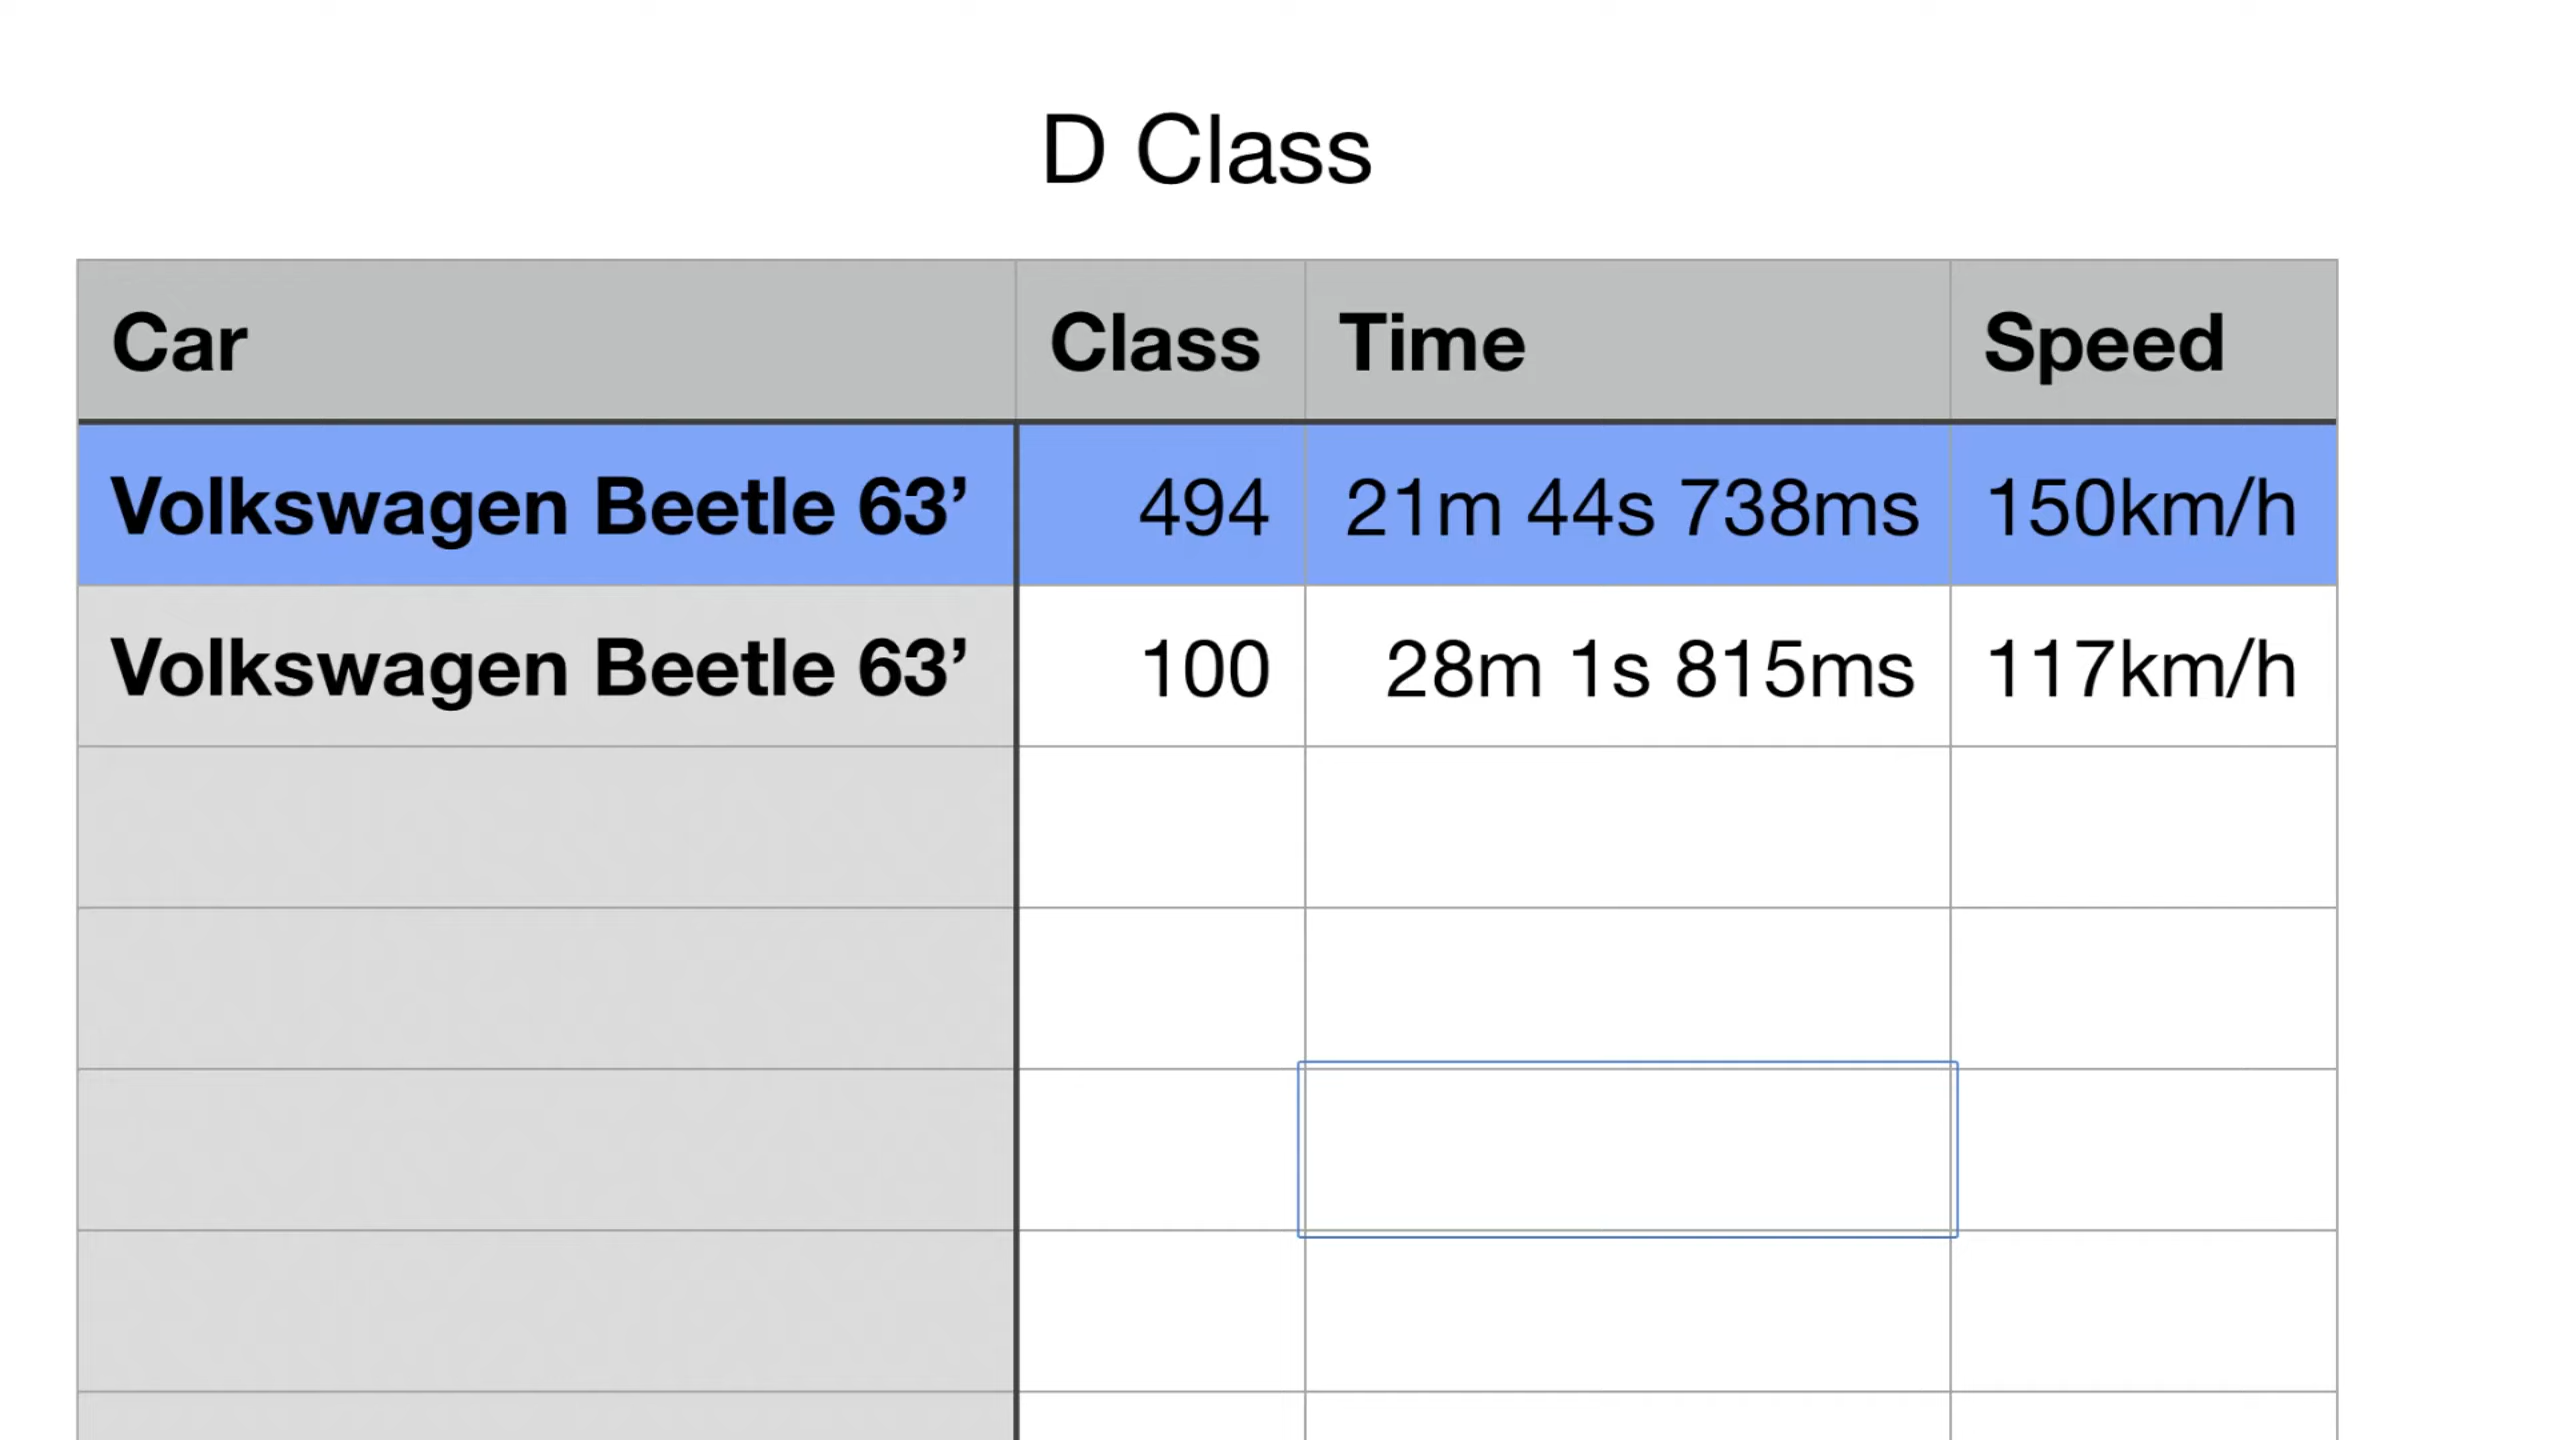 D Class
Car Class Time Speed
Volkswagen Beetle 63’ 494 21m 44s 738ms 150km/h
Volkswagen Beetle 63’ 100 28m 1s 815ms 117km/h